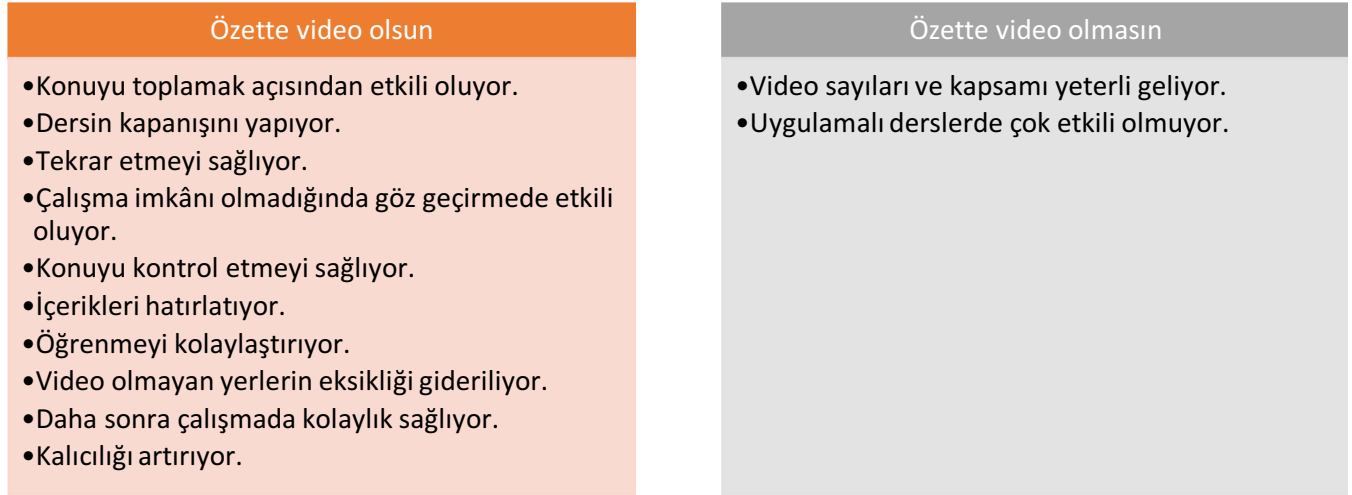 Özette video olsun
•Konuyu toplamak açısından etkili oluyor.
•Dersin kapanışını yapıyor.
•Tekrar etmeyi sağlıyor.
•Çalışma imkânı olmadığında göz geçirmede etkili
oluyor.
•Konuyu kontrol etmeyi sağlıyor.
•İçerikleri hatırlatıyor.
•Öğrenmeyi kolaylaştırıyor.
•Video olmayan yerlerin eksikliği gideriliyor.
•Daha sonra çalışmada kolaylık sağlıyor.
•Kalıcılığı artırıyor.
Özette video olmasın
•Video sayıları ve kapsamı yeterli geliyor.
•Uygulamalı derslerde çok etkili olmuyor.